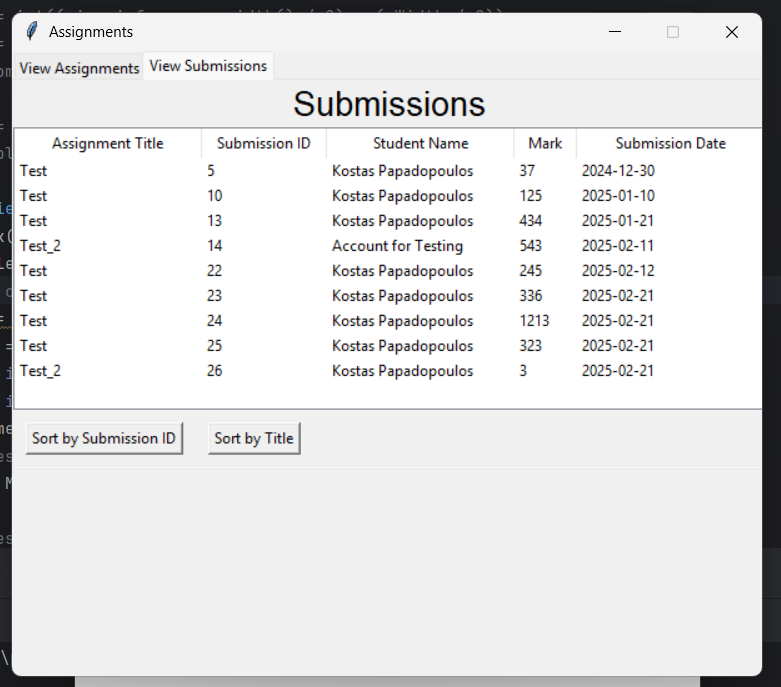 Assignments
View Assignments View Submissions
Submissions
Assignment Title Submission ID Student Name Mark Submission Date
Test 5 Kostas Papadopoulos 37 2024-12-30
Test 10 Kostas Papadopoulos 125 2025-01-10
Test 13 Kostas Papadopoulos 434 2025-01-21
Test_2 14 Account for Testing 543 2025-02-11
Test 22 Kostas Papadopoulos 245 2025-02-12
Test 23 Kostas Papadopoulos 336 2025-02-21
Test 24 Kostas Papadopoulos 1213 2025-02-21
Test 25 Kostas Papadopoulos 323 2025-02-21
Test_2 26 Kostas Papadopoulos 3 2025-02-21
Sort by Submission ID Sort by Title